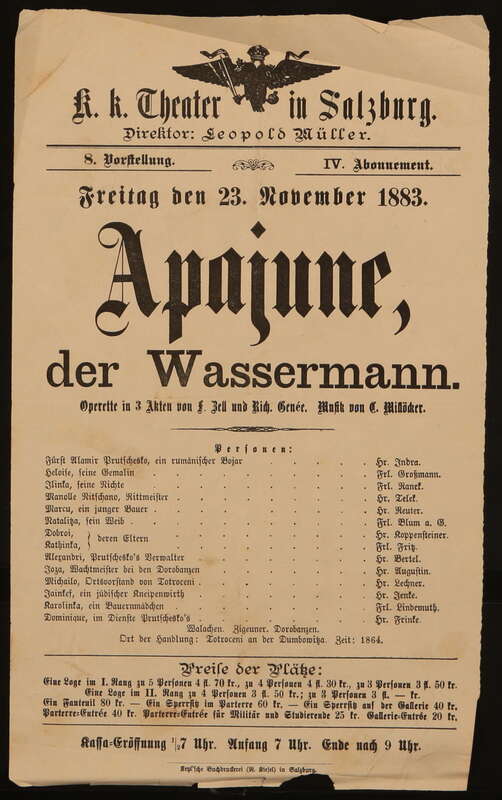 K. k. Theater in Salzburg.
Direktor: Leopold Müller.
8. Vorstellung. IV. Abonnement.
Freitag den 23. November 1883.
Apajune,
der Wassermann.
Operette in 3 Akten von F. Zell und Rich. Genée. Musik von C. Millöcker.
Personen:
Fürst Alamir Prutschesko, ein rumänischer Bojar . . . . . . Hr. Indra.
Heloise, seine Gemalin . . . . . . Frl. Großmann.
Ilinka, seine Nichte . . . . . . Frl. Ranek.
Manolle Nitschano, Rittmeister . . . . . . Hr. Telek.
Marcu, ein junger Bauer . . . . . . Hr. Reuter.
Natalitza, sein Weib . . . . . . Frl. Blum a. G.
Dobroi, } deren Eltern . . . . . . Hr. Koppensteiner.
Kathinka, } . . . . . . Frl. Fritz.
Alexandri, Prutschesko's Verwalter . . . . . . Hr. Bertel.
Joza, Wachtmeister bei den Dorobanzen . . . . . . Hr. Augustin.
Michailo, Ortsvorstand von Totroceni . . . . . . Hr. Lechner.
Jainkef, ein jüdischer Kneipenwirth . . . . . . Hr. Jenke.
Karolinka, ein Bauernmädchen . . . . . . Frl. Lindemuth.
Dominique, im Dienste Prutschesko's . . . . . . Hr. Frinke.
Walachen. Zigeuner. Dorobanzen.
Ort der Handlung: Totroceni an der Dumbowitza. Zeit: 1864.
Preise der Plätze:
Eine Loge im I. Rang zu 5 Personen 4 fl. 70 kr., zu 4 Personen 4 fl. 30 kr., zu 3 Personen 3 fl. 50 kr.
Eine Loge im II. Rang zu 4 Personen 3 fl. 50 kr.; zu 3 Personen 3 fl. — kr.
Ein Fauteuil 80 kr. — Ein Sperrsitz im Parterre 60 kr. — Ein Sperrsitz auf der Gallerie 40 kr.
Parterre-Entrée 40 kr. Parterre-Entrée für Militär und Studierende 25 kr. Gallerie-Entrée 20 kr.
Kassa-Eröffnung 1/27 Uhr. Anfang 7 Uhr. Ende nach 9 Uhr.
Buchdruckerei (R. Kiesel) in Salzburg.